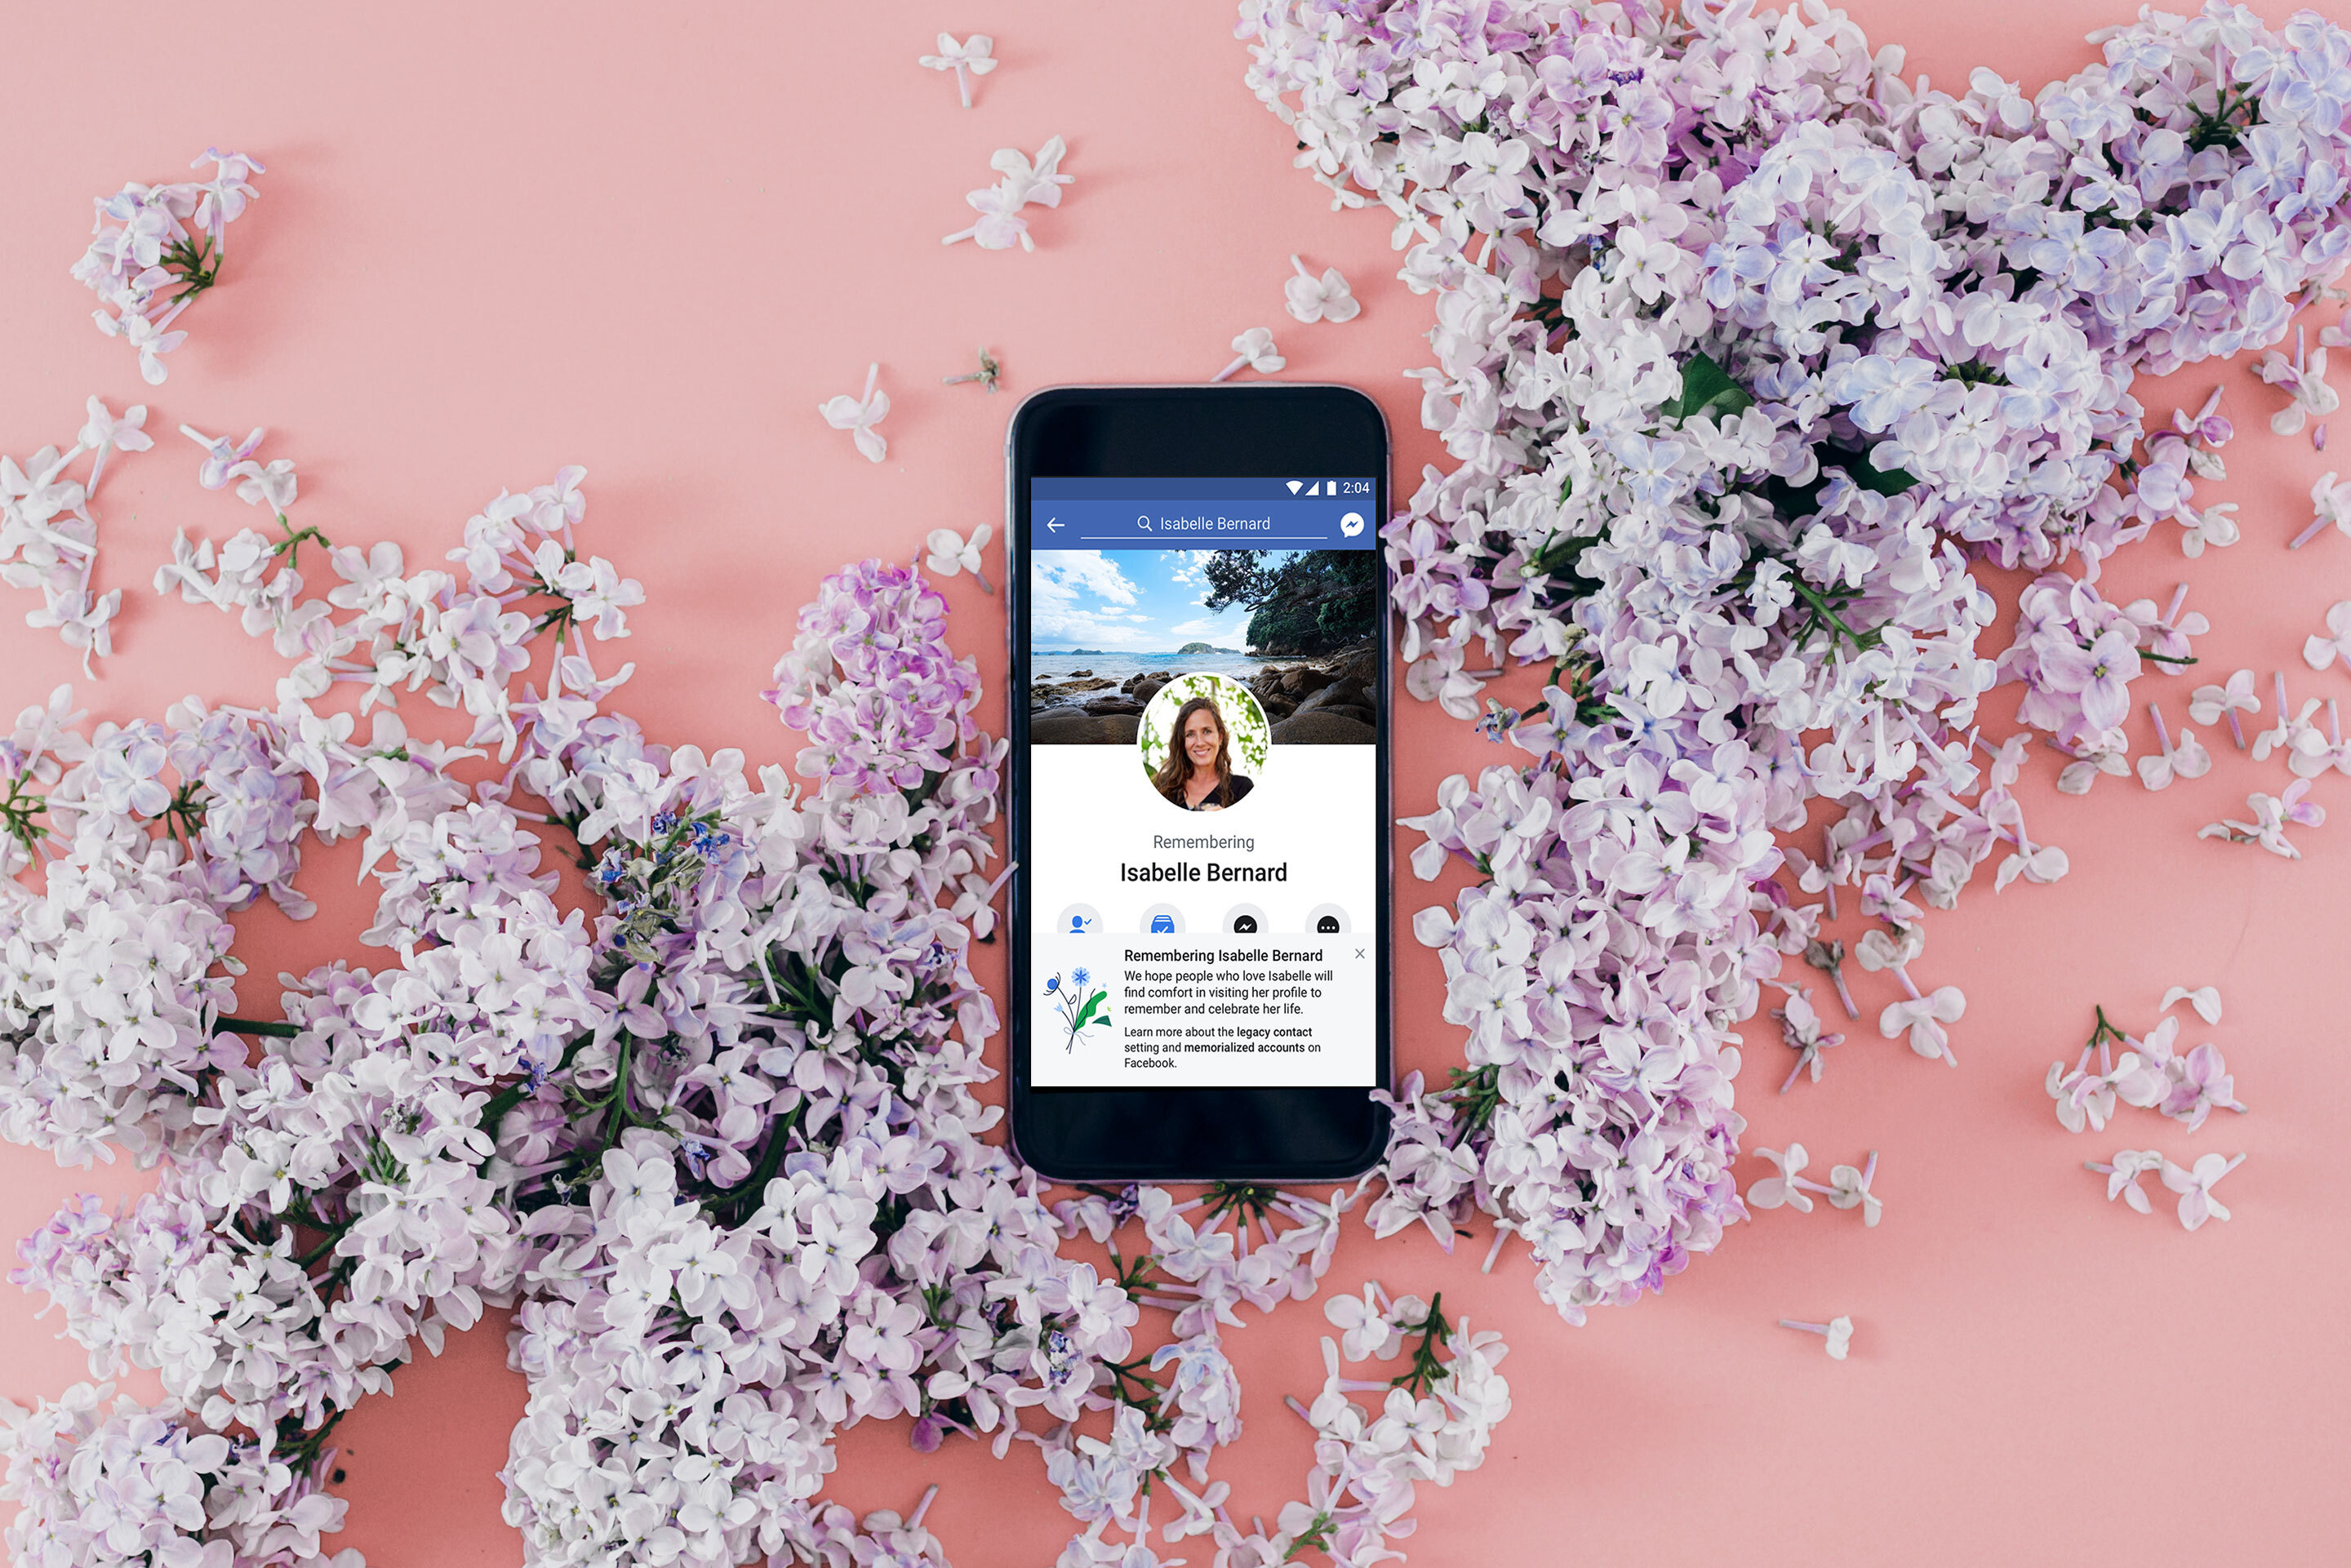 2:04
Isabelle Bernard
Remembering
Isabelle Bernard
Remembering Isabelle Bernard
We hope people who love Isabelle will
find comfort in visiting her profile to
remember and celebrate her life.
Learn more about the legacy contact
setting and memorialized accounts on
Facebook.